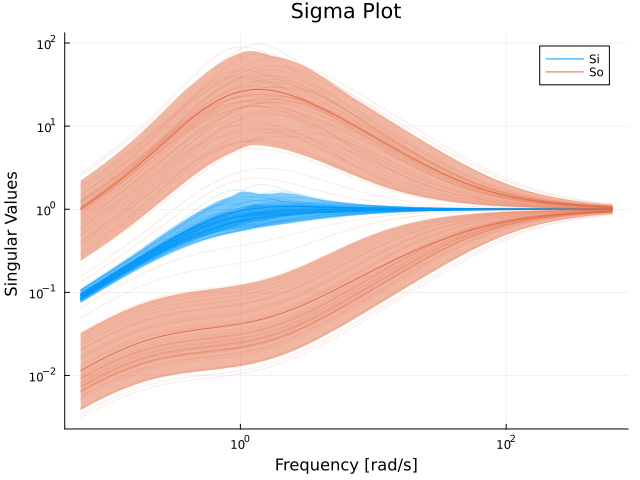 Sigma Plot
Si
So
10²
10¹
10⁰
10⁻¹
10⁻²
Singular Values
10⁰
10²
Frequency [rad/s]